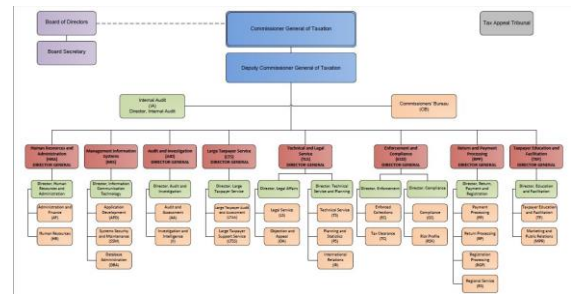 Board of Directors
Commissioner General of Taxation
Tax Appeal Tribunal
Board Secretary
Deputy Commissioner General of Taxation
Internal Audit
(IA)
Director, Internal Audit
Commissioners' Bureau
(CIB)
Human Resources and
Administration
DIRECTOR GENERAL
Management Information
Systems
(MIS)
DIRECTOR GENERAL
Audit and Investigation
DIRECTOR GENERAL
Large Taxpayer Service
(LTS)
DIRECTOR GENERAL
Technical and Legal
Service
(TLS)
DIRECTOR GENERAL
Enforcement and
Compliance
DIRECTOR GENERAL
Return and Payment
Processing
(RPP)
DIRECTOR GENERAL
Taxpayer Education and
Facilitation
DIRECTOR GENERAL
Director, Human
Resources and
Administration
Director, Information
Communication
Technology
Director, Audit and
Investigation
Director, Large
Taxpayer Service
Director, Legal Affairs
Director, Technical
Service and Planning
Director, Enforcement
Director, Compliance
Director, Return,
Payment and
Registration
Director, Education and
Facilitation
Administration and
Finance
Application
Development
Audit and
Assessment
Large Taxpayer Audit
and Assessment
Legal Service
Technical Service
Enforced
Collections
Compliance
Payment
Processing
Taxpayer Education
and Facilitation
Human Resources
Systems Security
and Maintenance
Investigation and
Intelligence
Large Taxpayer
Support Service
Objection and
Appeal
Planning and
Statistics
Tax Clearance
Risk Profile
Return Processing
Marketing and
Public Relations
Database
Administration
(DBA)
International
Relations
Registration
Processing
Regional Service